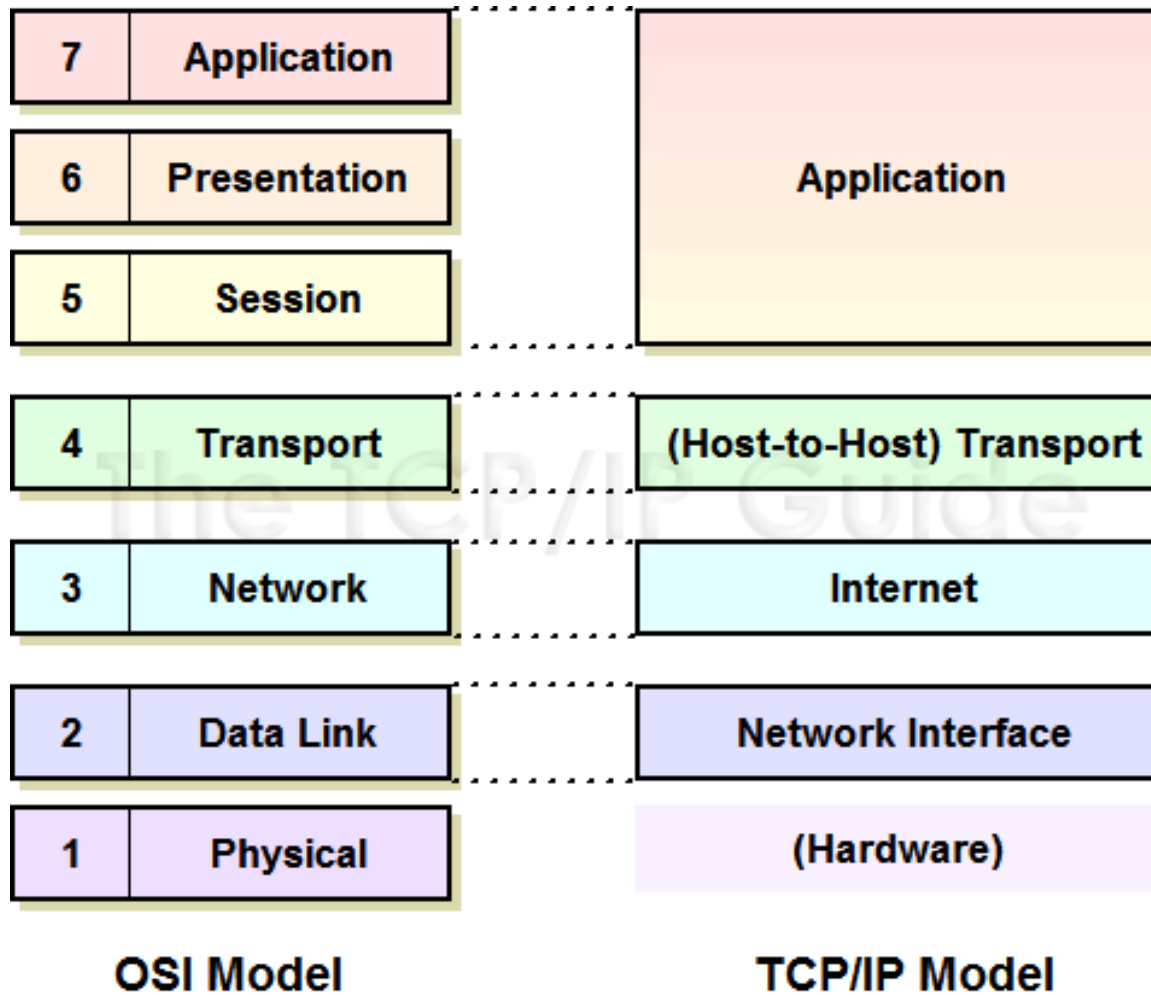 7 Application
6 Presentation
5 Session
4 Transport
3 Network
2 Data Link
1 Physical
OSI Model
Application
(Host-to-Host) Transport
Internet
Network Interface
(Hardware)
TCP/IP Model
The TCP/IP Guide